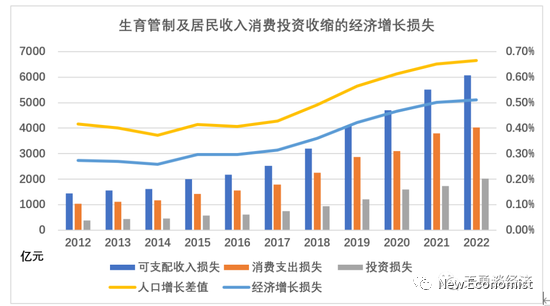 生育管制及居民收入消费投资收缩的经济增长损失
7000 0.70%
6000 0.60%
5000 0.50%
4000 0.40%
3000 0.30%
2000 0.20%
1000 0.10%
0 0.00%
2012 2013 2014 2015 2016 2017 2018 2019 2020 2021 2022
亿元
可支配收入损失 消费支出损失 投资损失
人口增长差值 经济增长损失
New Economist